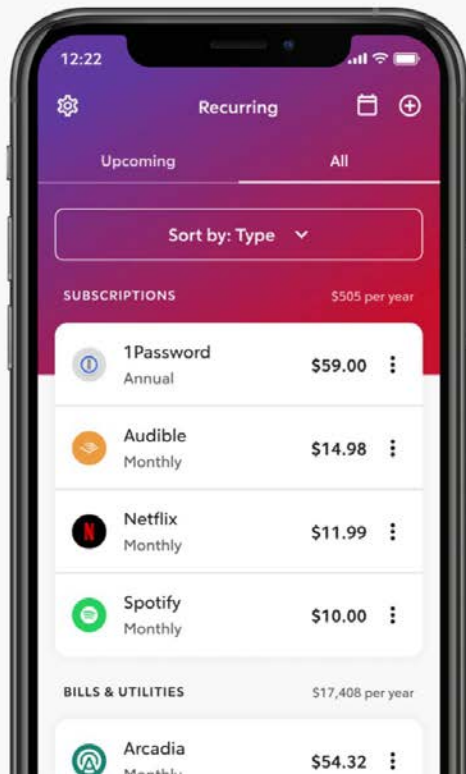 12:22
Recurring
Upcoming All
Sort by: Type
SUBSCRIPTIONS $505 per year
1Password
$59.00
Annual
Audible
$14.98
Monthly
Netflix
$11.99
Monthly
Spotify
$10.00
Monthly
BILLS & UTILITIES $17,408 per year
Arcadia
$54.32
Monthly